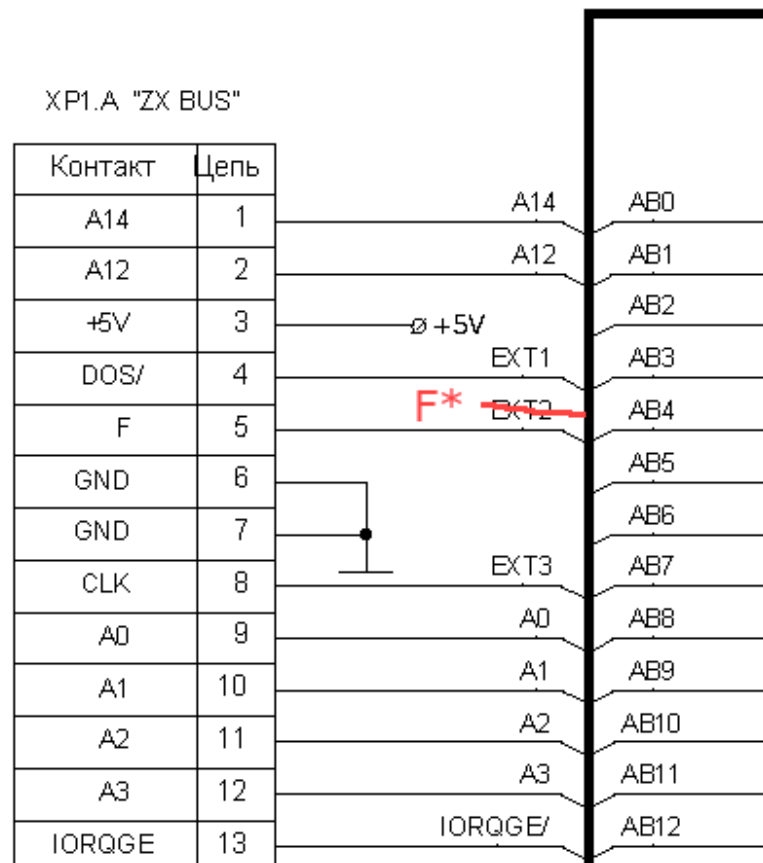 XP1.A "ZX BUS"
Контакт Цепь
A14 1 A14 AB0
A12 2 A12 AB1
AB2
+5V 3 ø +5V
DOS/ 4 EXT1 AB3
F 5 F* EXT2 AB4
AB5
GND 6
AB6
GND 7
CLK 8 EXT3 AB7
A0 9 A0 AB8
A1 10 A1 AB9
A2 11 A2 AB10
A3 12 A3 AB11
IORQGE 13 IORQGE/ AB12